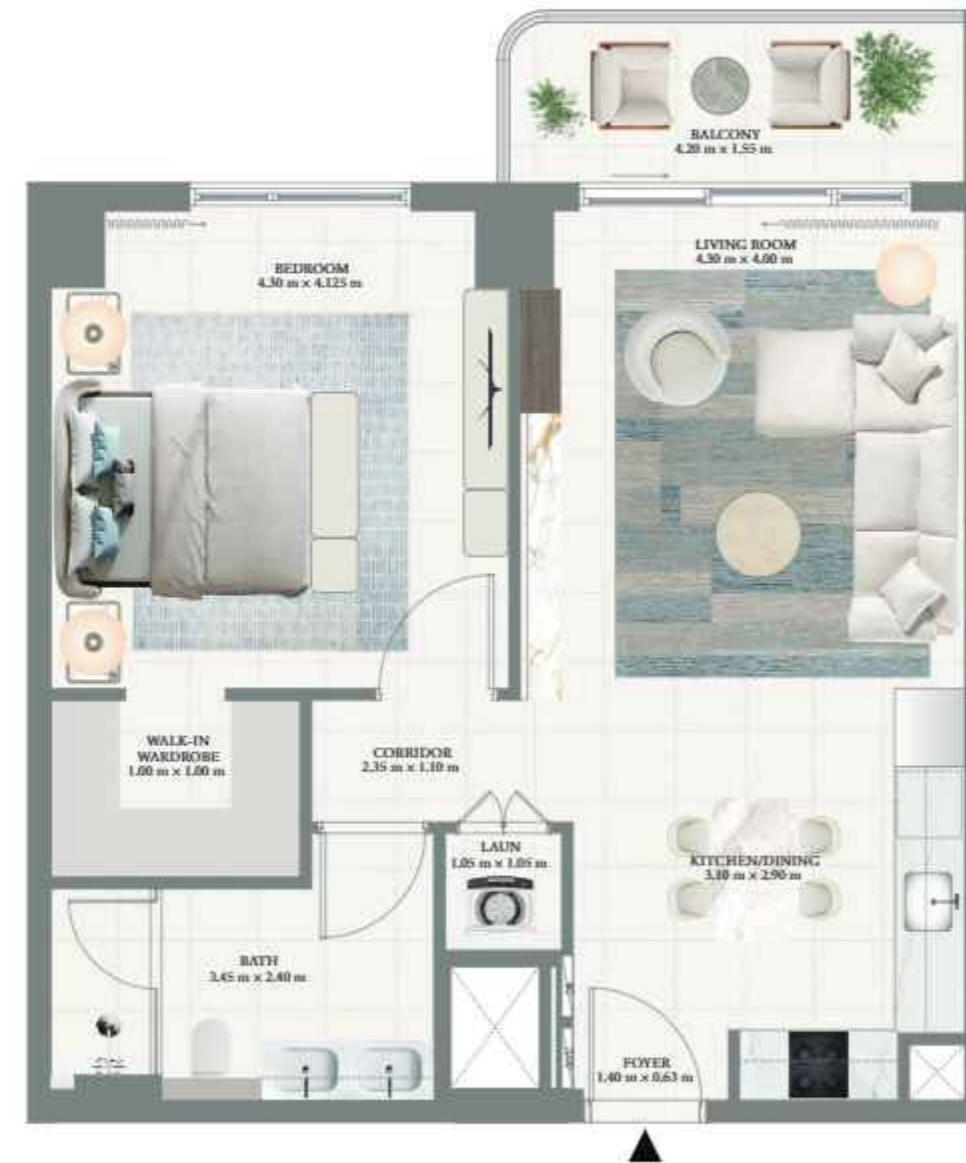 BALCONY
4.20 m x 1.55 m
BEDROOM
4.30 m x 4.125 m
LIVING ROOM
4.30 m x 4.00 m
WALK-IN
WARDROBE
1.00 m x 1.00 m
CORRIDOR
2.35 m x 1.10 m
LAUN
1.05 m x 1.05 m
KITCHEN/DINING
3.10 m x 2.90 m
BATH
3.45 m x 2.40 m
FOYER
1.40 m x 0.63 m